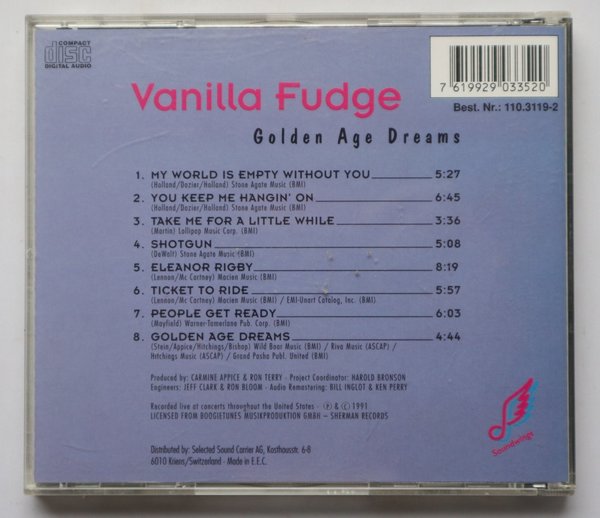 COMPACT
disc
DIGITAL AUDIO
7 619929 033520
Best. Nr.: 110.3119-2
Vanilla Fudge
Golden Age Dreams
1. MY WORLD IS EMPTY WITHOUT YOU 5:27
(Holland/Dozier/Holland) Stone Agate Music (BMI)
2. YOU KEEP ME HANGIN' ON 6:45
(Holland/Dozier/Holland) Stone Agate Music (BMI)
3. TAKE ME FOR A LITTLE WHILE 3:36
(Martin) Lollipop Music Corp. (BMI)
4. SHOTGUN 5:08
(DeWalt) Stone Agate Music (BMI)
5. ELEANOR RIGBY 8:19
(Lennon/Mc Cartney) Maclen Music (BMI)
6. TICKET TO RIDE 5:57
(Lennon/Mc Cartney) Maclen Music (BMI) / EMI-Unart Catalog, Inc. (BMI)
7. PEOPLE GET READY 6:03
(Mayfield) Warner-Tamerlane Pub. Corp. (BMI)
8. GOLDEN AGE DREAMS 4:44
(Stein/Appice/Hitchings/Bishop) Wild Boar Music (BMI) / Riva Music (ASCAP) /
Hitchings Music (ASCAP) / Grand Pasha Publ. United (BMI)
Produced by: CARMINE APPICE & RON TERRY · Project Coordinator: HAROLD BRONSON
Engineers: JEFF CLARK & RON BLOOM · Audio Remastering: BILL INGLOT & KEN PERRY
Recorded live at concerts throughout the United States · ℗ & © 1991
LICENSED FROM BOOGIETUNES MUSIKPRODUKTION GMBH – SHERMAN RECORDS
Distributed by: Selected Sound Carrier AG, Kosthausstr. 6-8
6010 Kriens/Switzerland · Made in E.E.C.
Soundwings